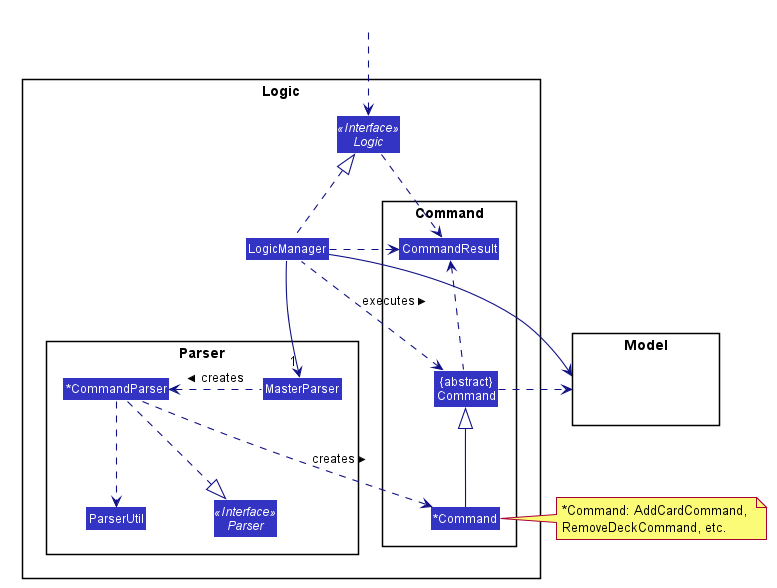 Logic
«Interface»
Logic
Command
LogicManager
CommandResult
executes ►
Parser
Model
1
*CommandParser
◄ creates
MasterParser
{abstract}
Command
creates ►
ParserUtil
«Interface»
Parser
*Command
*Command: AddCardCommand,
RemoveDeckCommand, etc.